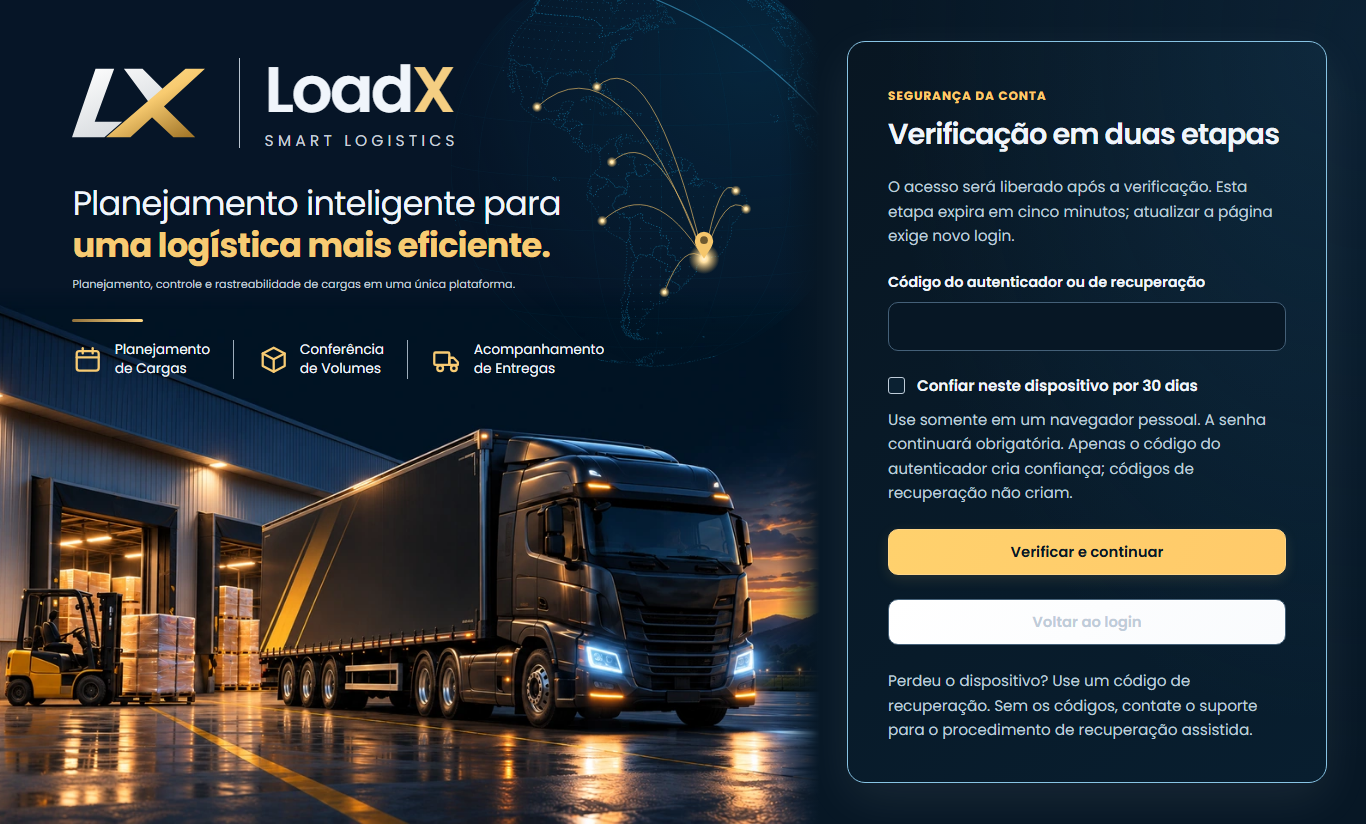 LX
LoadX
SMART LOGISTICS
Planejamento inteligente para
uma logística mais eficiente.
Planejamento, controle e rastreabilidade de cargas em uma única plataforma.
Planejamento
de Cargas
Conferência
de Volumes
Acompanhamento
de Entregas
SEGURANÇA DA CONTA
Verificação em duas etapas
O acesso será liberado após a verificação. Esta
etapa expira em cinco minutos; atualizar a página
exige novo login.
Código do autenticador ou de recuperação
Confiar neste dispositivo por 30 dias
Use somente em um navegador pessoal. A senha
continuará obrigatória. Apenas o código do
autenticador cria confiança; códigos de
recuperação não criam.
Verificar e continuar
Voltar ao login
Perdeu o dispositivo? Use um código de
recuperação. Sem os códigos, contate o suporte
para o procedimento de recuperação assistida.